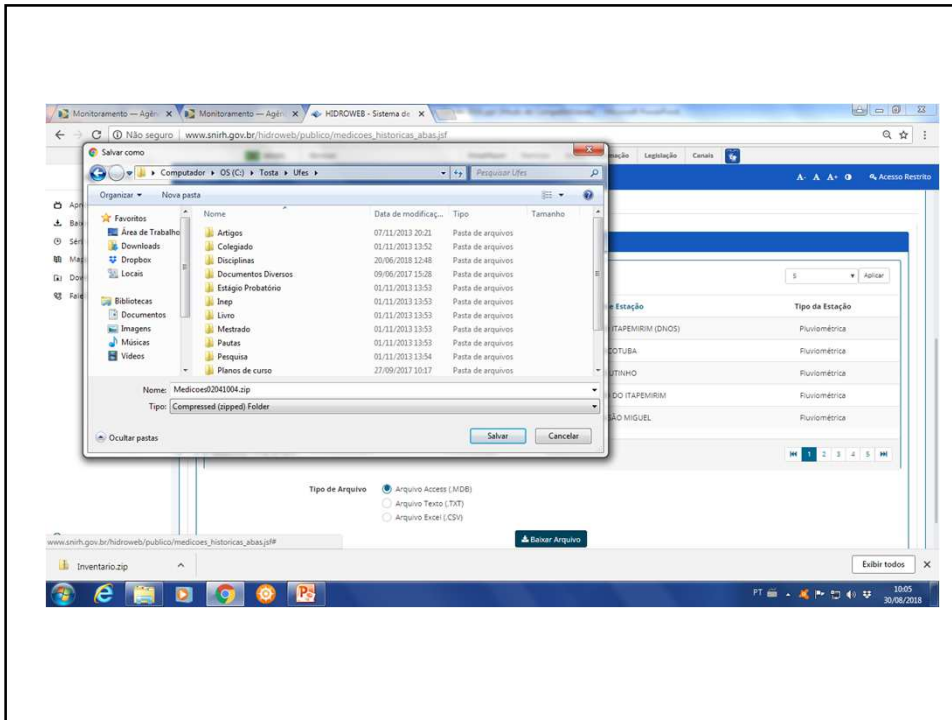 Monitoramento — Agên
Monitoramento — Agên
HIDROWEB - Sistema de
Não seguro | www.snirh.gov.br/hidroweb/publico/medicoes_historicas_abas.jsf
Legislação Canais
A- A A+ Acesso Restrito
Salvar como
Computador ▸ OS (C:) ▸ Tosta ▸ Ufes ▸
Pesquisar Ufes
Organizar ▾ Nova pasta
Favoritos
Área de Trabalho
Downloads
Dropbox
Locais
Bibliotecas
Documentos
Imagens
Músicas
Vídeos
Nome Data de modificaç... Tipo Tamanho
Artigos 07/11/2013 20:21 Pasta de arquivos
Colegiado 01/11/2013 13:52 Pasta de arquivos
Disciplinas 20/06/2018 12:48 Pasta de arquivos
Documentos Diversos 09/06/2017 15:28 Pasta de arquivos
Estágio Probatório 01/11/2013 13:53 Pasta de arquivos
Inep 01/11/2013 13:53 Pasta de arquivos
Livro 01/11/2013 13:53 Pasta de arquivos
Mestrado 01/11/2013 13:53 Pasta de arquivos
Pautas 01/11/2013 13:53 Pasta de arquivos
Pesquisa 01/11/2013 13:54 Pasta de arquivos
Planos de curso 27/09/2017 10:17 Pasta de arquivos
Nome: Medicoes02041004.zip
Tipo: Compressed (zipped) Folder
Ocultar pastas
Salvar Cancelar
5 Aplicar
Estação Tipo da Estação
ITAPEMIRIM (DNOS) Pluviométrica
COTUBA Pluviométrica
UTINHO Pluviométrica
DO ITAPEMIRIM Pluviométrica
SÃO MIGUEL Fluviométrica
1 2 3 4 5
Tipo de Arquivo Arquivo Access (.MDB)
Arquivo Texto (.TXT)
Arquivo Excel (.CSV)
Baixar Arquivo
www.snirh.gov.br/hidroweb/publico/medicoes_historicas_abas.jsf#
Inventario.zip
Exibir todos
PT
10:05
30/08/2018